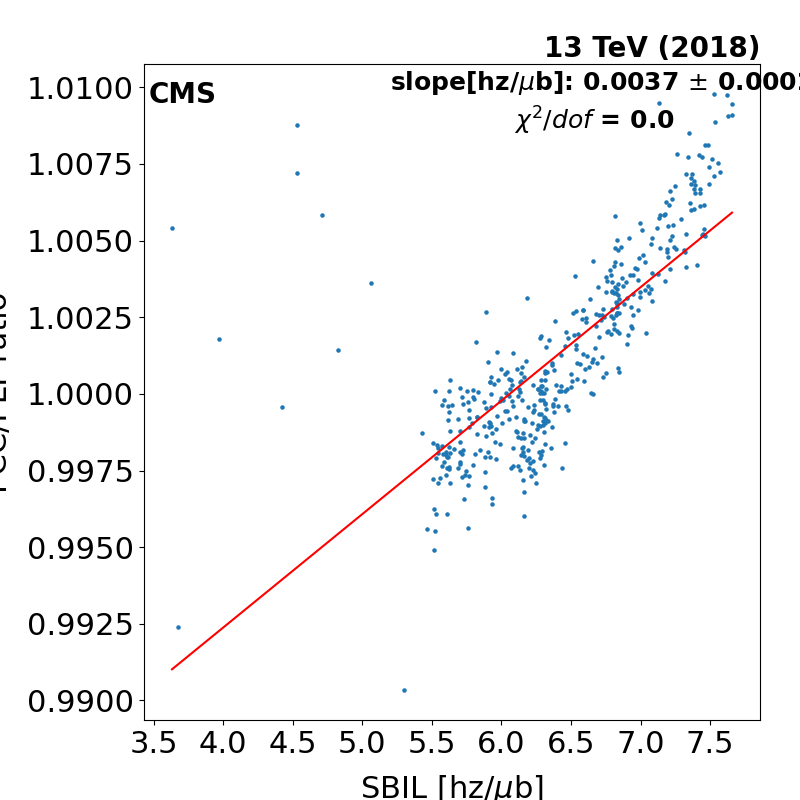 13 TeV (2018)
CMS
slope[hz/μb]: 0.0037 ± 0.000
χ²/dof = 0.0
1.0100
1.0075
1.0050
1.0025
1.0000
0.9975
0.9950
0.9925
0.9900
3.5 4.0 4.5 5.0 5.5 6.0 6.5 7.0 7.5
SBIL [hz/μb]